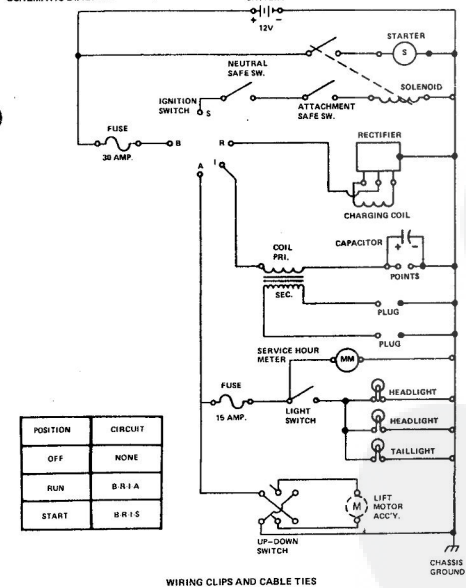 + -
12V
STARTER
S
NEUTRAL
SAFE SW.
SOLENOID
IGNITION
SWITCH
S
ATTACHMENT
SAFE SW.
FUSE
30 AMP.
B
R
RECTIFIER
A
I
CHARGING COIL
COIL
PRI.
CAPACITOR
+ -
POINTS
SEC.
PLUG
PLUG
SERVICE HOUR
METER
MM
FUSE
15 AMP.
LIGHT
SWITCH
HEADLIGHT
HEADLIGHT
TAILLIGHT
POSITION CIRCUIT
OFF NONE
RUN B-R-I-A
START B-R-I-S
M
LIFT
MOTOR
ACC'Y.
UP-DOWN
SWITCH
CHASSIS
GROUND
WIRING CLIPS AND CABLE TIES